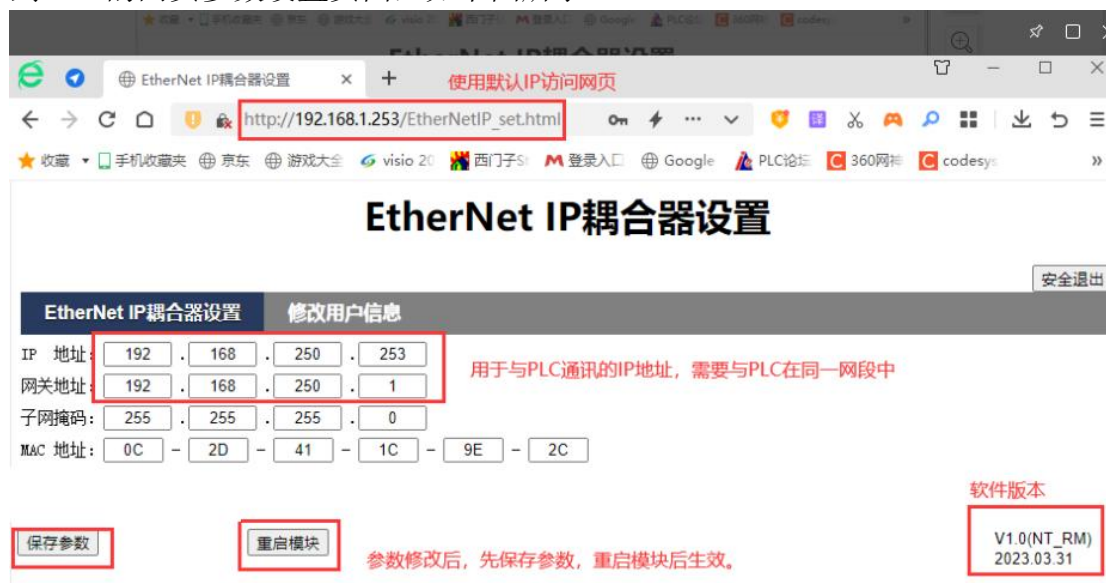 EtherNet IP耦合器设置 × + 使用默认IP访问网页
http://192.168.1.253/EtherNetIP_set.html
收藏 手机收藏夹 京东 游戏大全 visio 20 西门子S M 登录入口 Google PLC论坛 360网神 codesys »
EtherNet IP耦合器设置
安全退出
EtherNet IP耦合器设置 修改用户信息
IP 地址: 192 . 168 . 250 . 253
用于与PLC通讯的IP地址，需要与PLC在同一网段中
网关地址: 192 . 168 . 250 . 1
子网掩码: 255 . 255 . 255 . 0
MAC 地址: 0C - 2D - 41 - 1C - 9E - 2C
软件版本
保存参数 重启模块 参数修改后，先保存参数，重启模块后生效。
V1.0(NT_RM)
2023.03.31